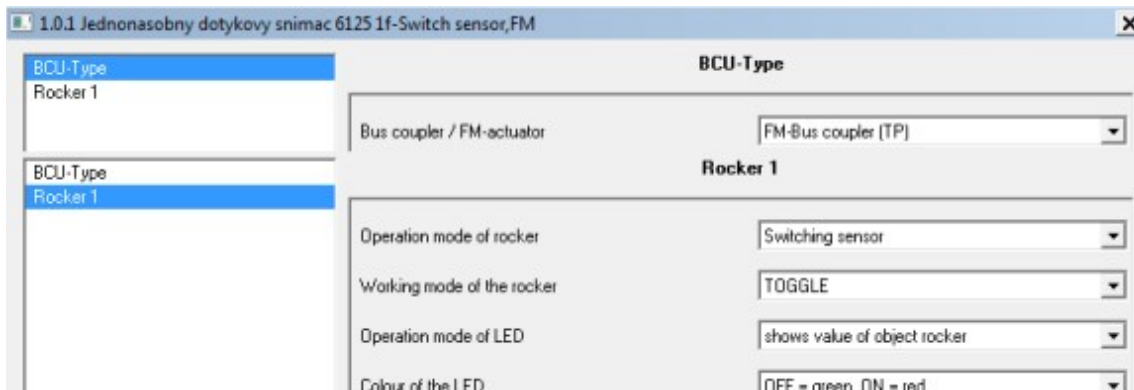 1.0.1 Jednonasobny dotykovy snimac 6125 1f-Switch sensor,FM
BCU-Type
Rocker 1
BCU-Type
Bus coupler / FM-actuator FM-Bus coupler (TP)
BCU-Type
Rocker 1
Rocker 1
Operation mode of rocker Switching sensor
Working mode of the rocker TOGGLE
Operation mode of LED shows value of object rocker
Colour of the LED OFF = green, ON = red